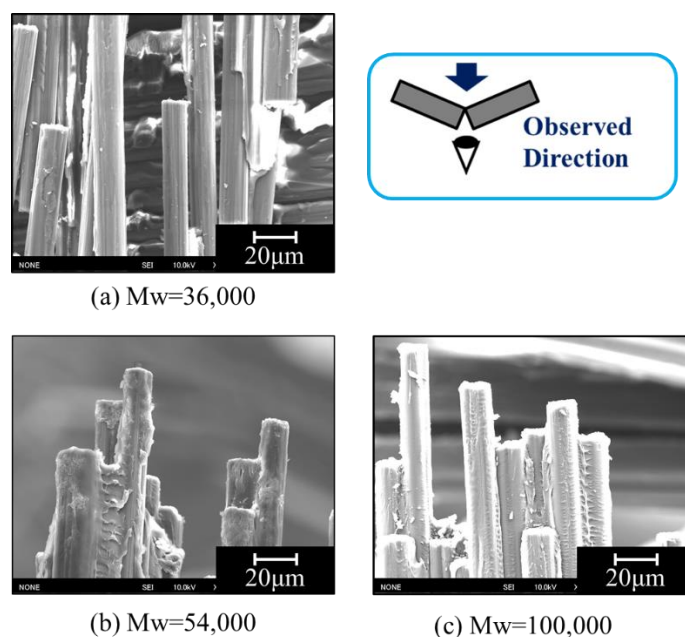 Observed
Direction
20μm
NONE SEI 10.0kV
(a) Mw=36,000
20μm
NONE SEI 10.0kV
(b) Mw=54,000
20μm
NONE SEI 10.0kV
(c) Mw=100,000